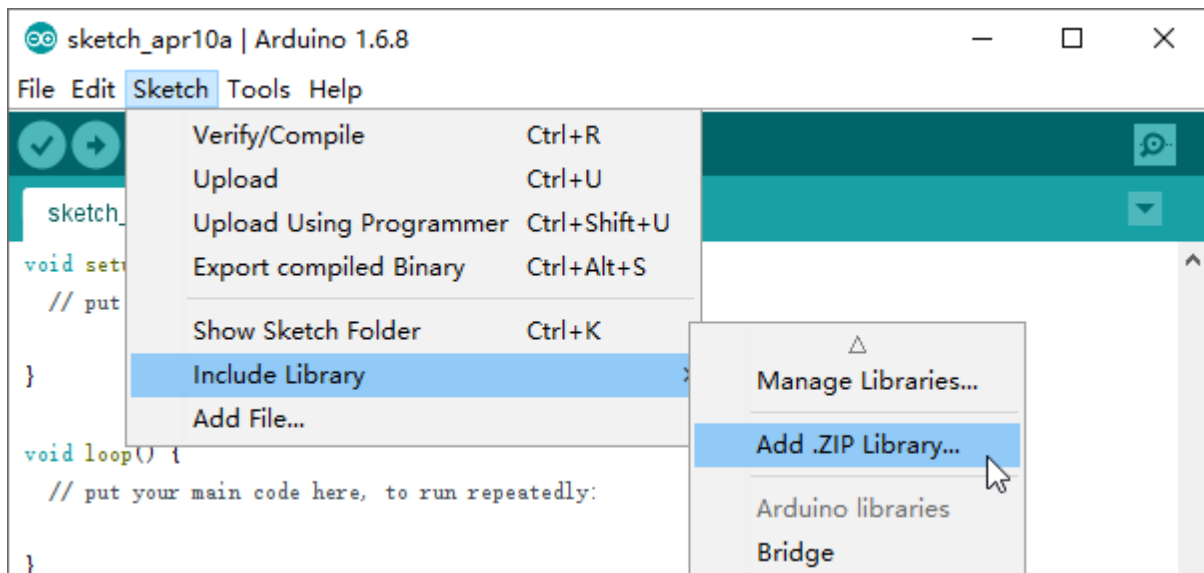 sketch_apr10a | Arduino 1.6.8
File Edit Sketch Tools Help
Verify/Compile Ctrl+R
Upload Ctrl+U
sketch_
Upload Using Programmer Ctrl+Shift+U
void setu
Export compiled Binary Ctrl+Alt+S
// put
Show Sketch Folder Ctrl+K
}
Include Library
Manage Libraries...
Add File...
Add .ZIP Library...
void loop() {
// put your main code here, to run repeatedly:
Arduino libraries
Bridge
}